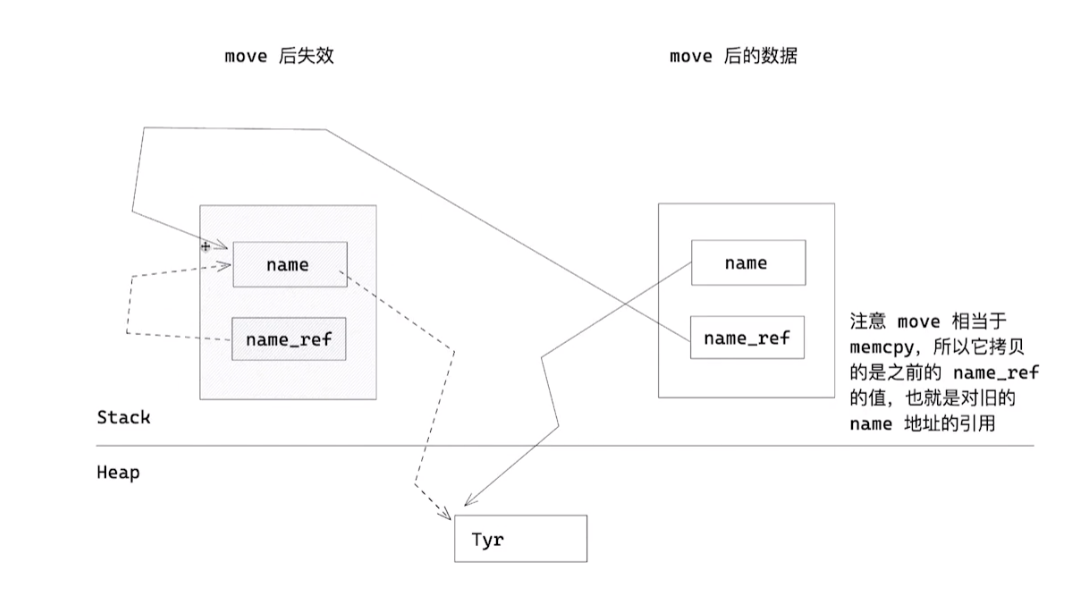 move 后失效
move 后的数据
name
name_ref
name
name_ref
注意 move 相当于
memcpy，所以它拷贝
的是之前的 name_ref
的值，也就是对旧的
name 地址的引用
Stack
Heap
Tyr